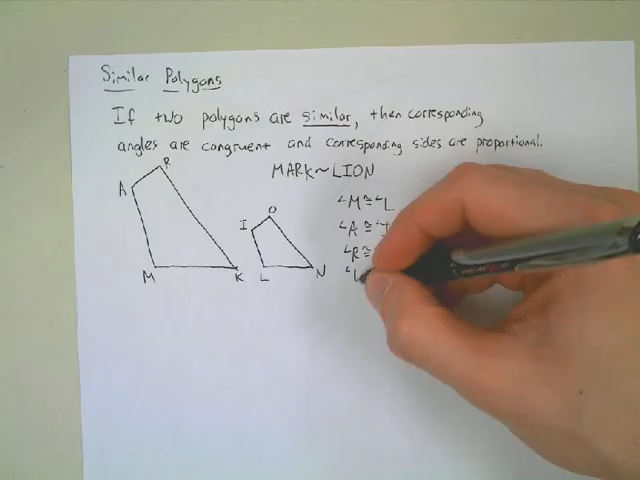 Similar Polygons
If two polygons are similar, then corresponding
angles are congruent and corresponding sides are proportional.
MARK~LION
R
A
M
K
O
I
L
N
∠M≅∠L
∠A≅∠I
∠R≅
∠